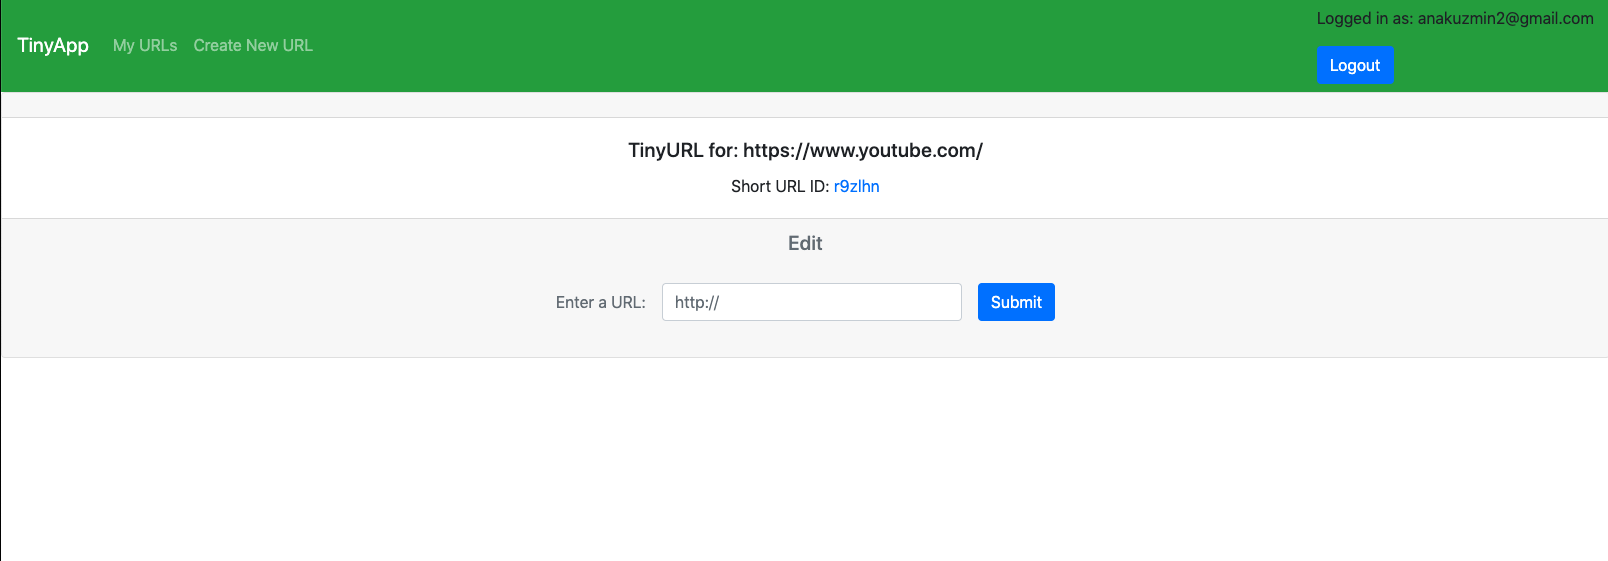 TinyApp My URLs Create New URL
Logged in as: anakuzmin2@gmail.com
Logout
TinyURL for: https://www.youtube.com/
Short URL ID: r9zlhn
Edit
Enter a URL: http:// Submit